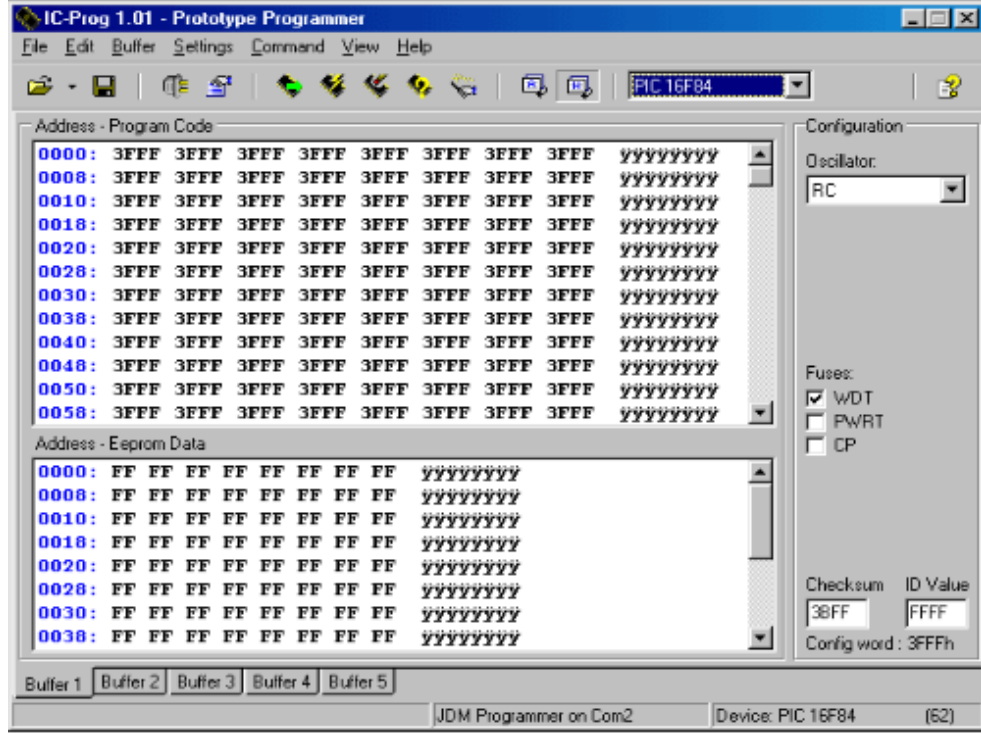 IC-Prog 1.01 - Prototype Programmer
File Edit Buffer Settings Command View Help
PIC 16F84
Address - Program Code
0000: 3FFF 3FFF 3FFF 3FFF 3FFF 3FFF 3FFF 3FFF ÿÿÿÿÿÿÿÿ
0008: 3FFF 3FFF 3FFF 3FFF 3FFF 3FFF 3FFF 3FFF ÿÿÿÿÿÿÿÿ
0010: 3FFF 3FFF 3FFF 3FFF 3FFF 3FFF 3FFF 3FFF ÿÿÿÿÿÿÿÿ
0018: 3FFF 3FFF 3FFF 3FFF 3FFF 3FFF 3FFF 3FFF ÿÿÿÿÿÿÿÿ
0020: 3FFF 3FFF 3FFF 3FFF 3FFF 3FFF 3FFF 3FFF ÿÿÿÿÿÿÿÿ
0028: 3FFF 3FFF 3FFF 3FFF 3FFF 3FFF 3FFF 3FFF ÿÿÿÿÿÿÿÿ
0030: 3FFF 3FFF 3FFF 3FFF 3FFF 3FFF 3FFF 3FFF ÿÿÿÿÿÿÿÿ
0038: 3FFF 3FFF 3FFF 3FFF 3FFF 3FFF 3FFF 3FFF ÿÿÿÿÿÿÿÿ
0040: 3FFF 3FFF 3FFF 3FFF 3FFF 3FFF 3FFF 3FFF ÿÿÿÿÿÿÿÿ
0048: 3FFF 3FFF 3FFF 3FFF 3FFF 3FFF 3FFF 3FFF ÿÿÿÿÿÿÿÿ
0050: 3FFF 3FFF 3FFF 3FFF 3FFF 3FFF 3FFF 3FFF ÿÿÿÿÿÿÿÿ
0058: 3FFF 3FFF 3FFF 3FFF 3FFF 3FFF 3FFF 3FFF ÿÿÿÿÿÿÿÿ
Address - Eeprom Data
0000: FF FF FF FF FF FF FF FF ÿÿÿÿÿÿÿÿ
0008: FF FF FF FF FF FF FF FF ÿÿÿÿÿÿÿÿ
0010: FF FF FF FF FF FF FF FF ÿÿÿÿÿÿÿÿ
0018: FF FF FF FF FF FF FF FF ÿÿÿÿÿÿÿÿ
0020: FF FF FF FF FF FF FF FF ÿÿÿÿÿÿÿÿ
0028: FF FF FF FF FF FF FF FF ÿÿÿÿÿÿÿÿ
0030: FF FF FF FF FF FF FF FF ÿÿÿÿÿÿÿÿ
0038: FF FF FF FF FF FF FF FF ÿÿÿÿÿÿÿÿ
Configuration
Oscillator:
RC
Fuses:
WDT
PWRT
CP
Checksum ID Value
3BFF FFFF
Config word : 3FFFh
Buffer 1 Buffer 2 Buffer 3 Buffer 4 Buffer 5
JDM Programmer on Com2 Device: PIC 16F84 (62)